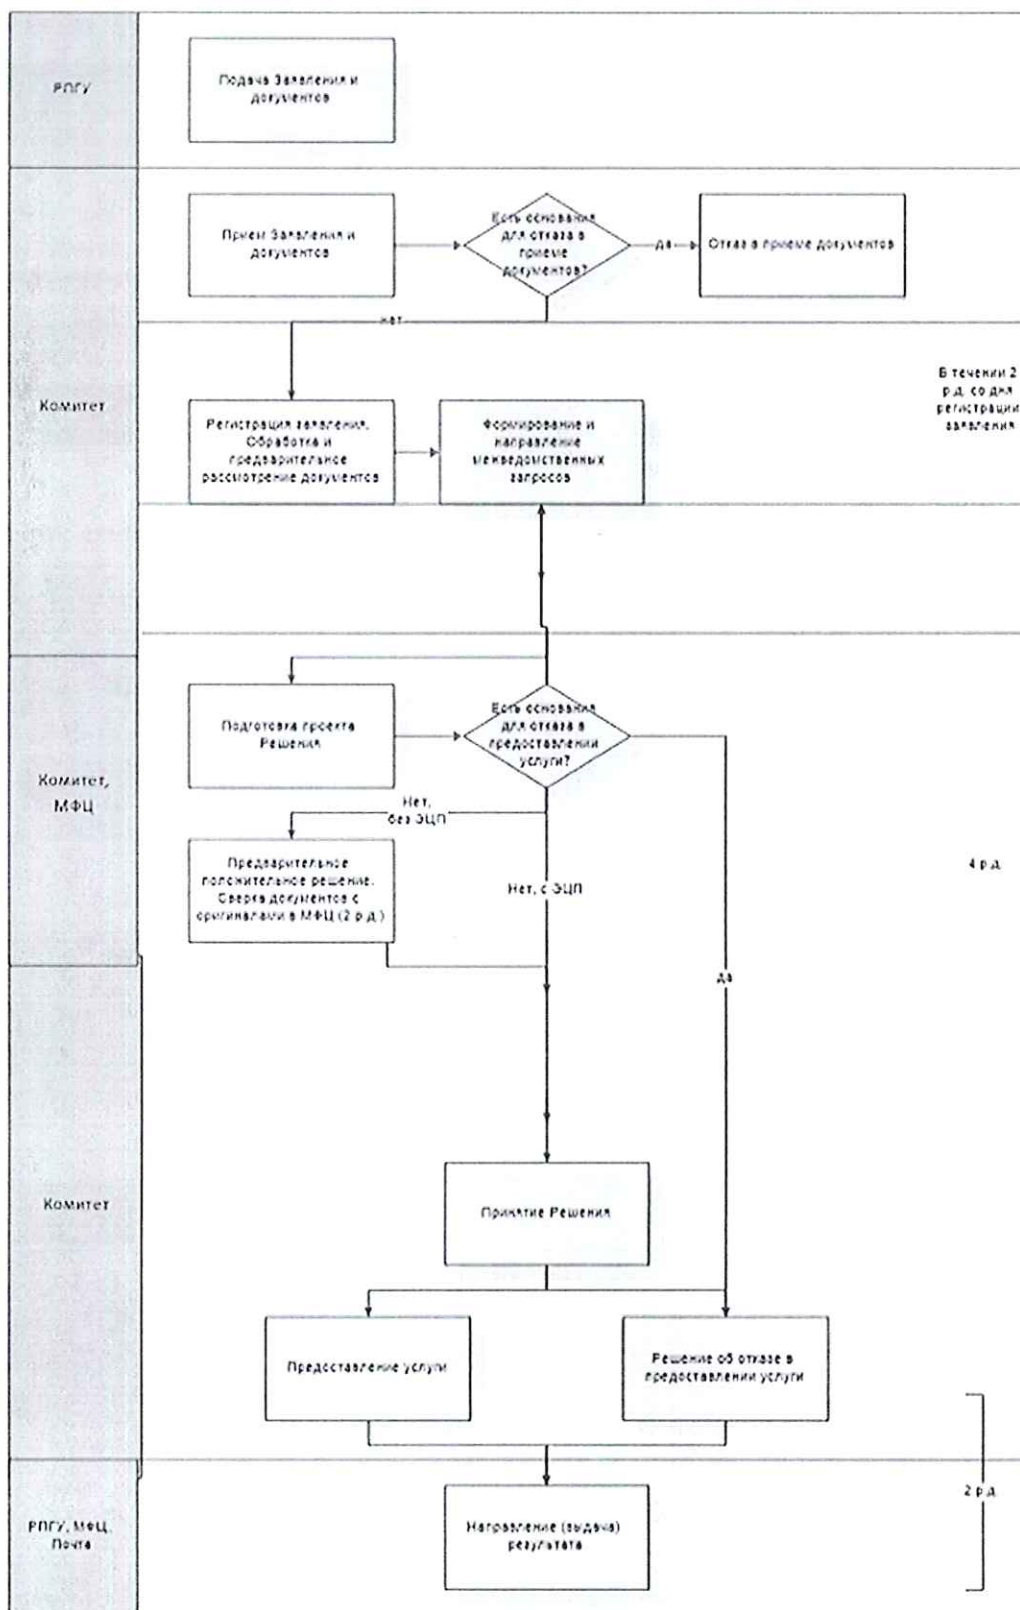 РПГУ
Подача Заявления и
документов
Прием Заявления и
документов
Есть основания
для отказа в
приеме
документов?
да
Отказ в приеме документов
нет
Комитет
В течении 2
р.д. со дня
регистрации
заявления
Регистрация заявления.
Обработка и
предварительное
рассмотрение документов
Формирование и
направление
межведомственных
запросов
Комитет,
МФЦ
Подготовка проекта
Решения
Есть основания
для отказа в
предоставлении
услуги?
Нет,
без ЭЦП
Предварительное
положительное решение.
Сверка документов с
оригиналами в МФЦ (2 р.д.)
Нет, с ЭЦП
4 р.д.
да
Комитет
Принятие Решения
Предоставление услуги
Решение об отказе в
предоставлении услуги
2 р.д.
РПГУ, МФЦ,
Почта
Направление (выдача)
результата